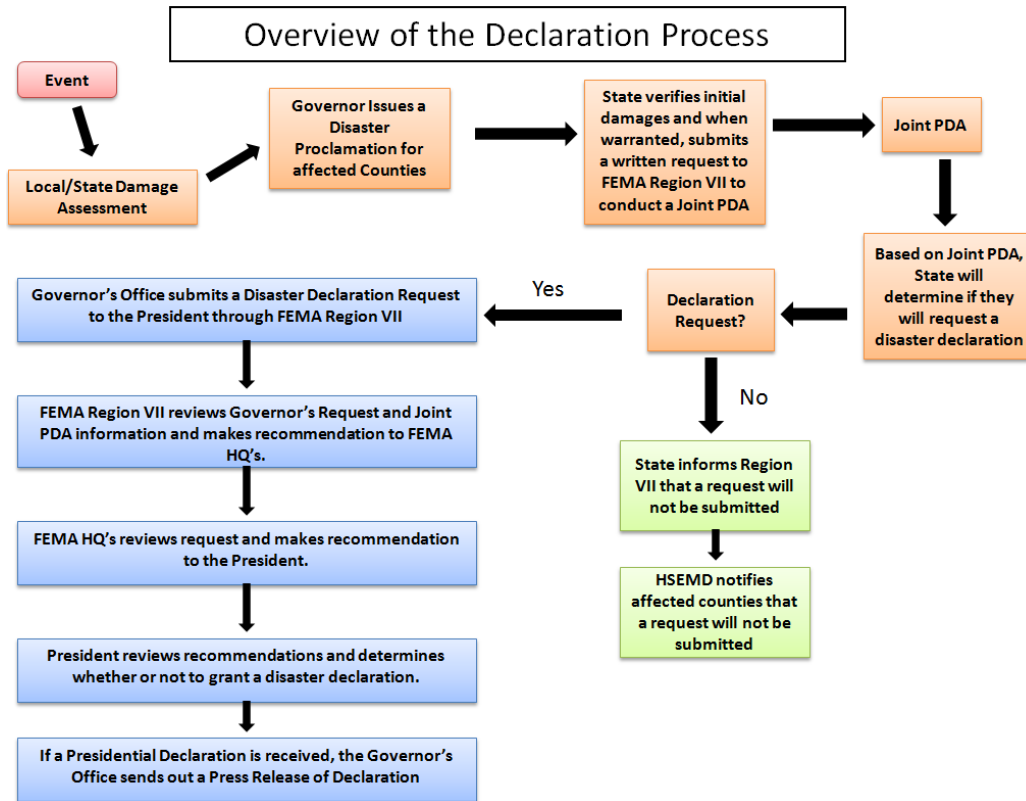 Overview of the Declaration Process
Event
Local/State Damage
Assessment
Governor Issues a
Disaster
Proclamation for
affected Counties
State verifies initial
damages and when
warranted, submits
a written request to
FEMA Region VII to
conduct a Joint PDA
Joint PDA
Based on Joint PDA,
State will
determine if they
will request a
disaster declaration
Declaration
Request?
Yes
Governor's Office submits a Disaster Declaration Request
to the President through FEMA Region VII
FEMA Region VII reviews Governor's Request and Joint
PDA information and makes recommendation to FEMA
HQ's.
FEMA HQ's reviews request and makes recommendation
to the President.
President reviews recommendations and determines
whether or not to grant a disaster declaration.
If a Presidential Declaration is received, the Governor's
Office sends out a Press Release of Declaration
No
State informs Region
VII that a request will
not be submitted
HSEMD notifies
affected counties that
a request will not be
submitted